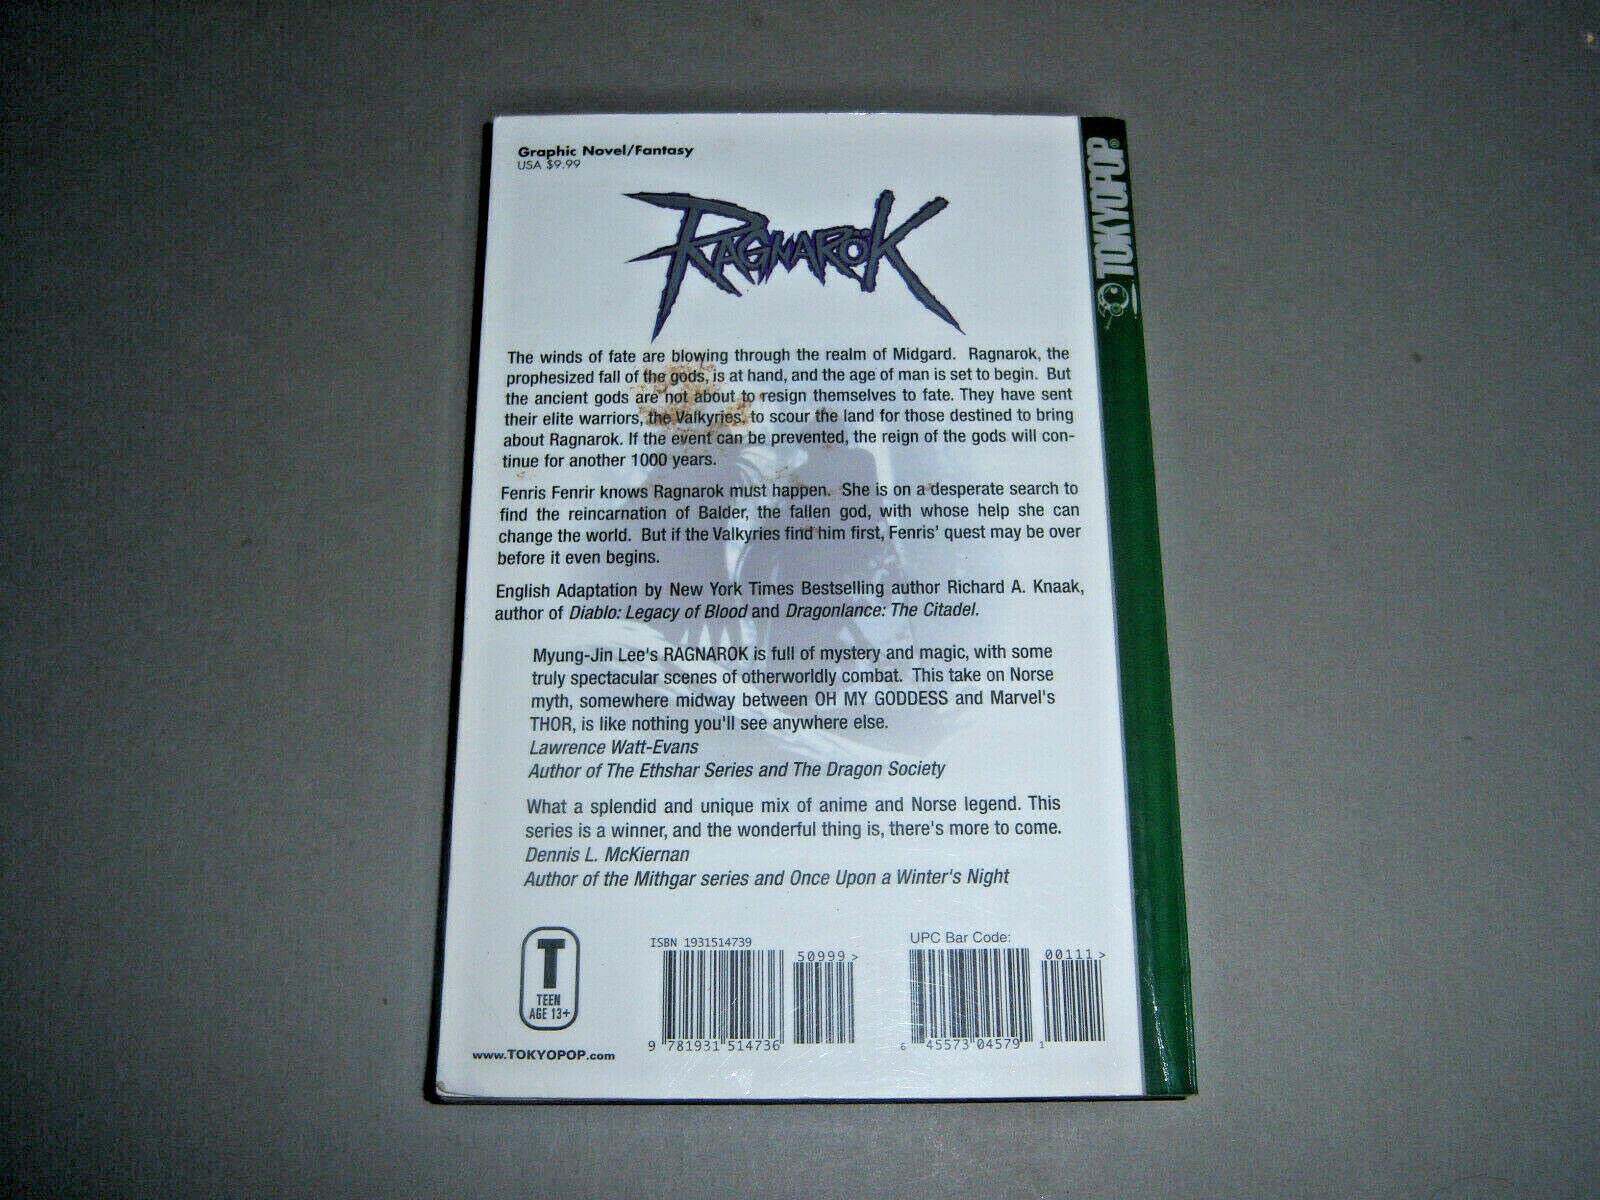 Graphic Novel/Fantasy
USA $9.99
RAGNARÖK
TOKYOPOP®
The winds of fate are blowing through the realm of Midgard. Ragnarok, the
prophesized fall of the gods, is at hand, and the age of man is set to begin. But
the ancient gods are not about to resign themselves to fate. They have sent
their elite warriors, the Valkyries, to scour the land for those destined to bring
about Ragnarok. If the event can be prevented, the reign of the gods will con-
tinue for another 1000 years.
Fenris Fenrir knows Ragnarok must happen. She is on a desperate search to
find the reincarnation of Balder, the fallen god, with whose help she can
change the world. But if the Valkyries find him first, Fenris' quest may be over
before it even begins.
English Adaptation by New York Times Bestselling author Richard A. Knaak,
author of Diablo: Legacy of Blood and Dragonlance: The Citadel.
Myung-Jin Lee's RAGNAROK is full of mystery and magic, with some
truly spectacular scenes of otherworldly combat. This take on Norse
myth, somewhere midway between OH MY GODDESS and Marvel's
THOR, is like nothing you'll see anywhere else.
Lawrence Watt-Evans
Author of The Ethshar Series and The Dragon Society
What a splendid and unique mix of anime and Norse legend. This
series is a winner, and the wonderful thing is, there's more to come.
Dennis L. McKiernan
Author of the Mithgar series and Once Upon a Winter's Night
T
TEEN
AGE 13+
www.TOKYOPOP.com
ISBN 1931514739
50999 >
9 781931 514736
UPC Bar Code:
00111 >
6 45573 04579 1